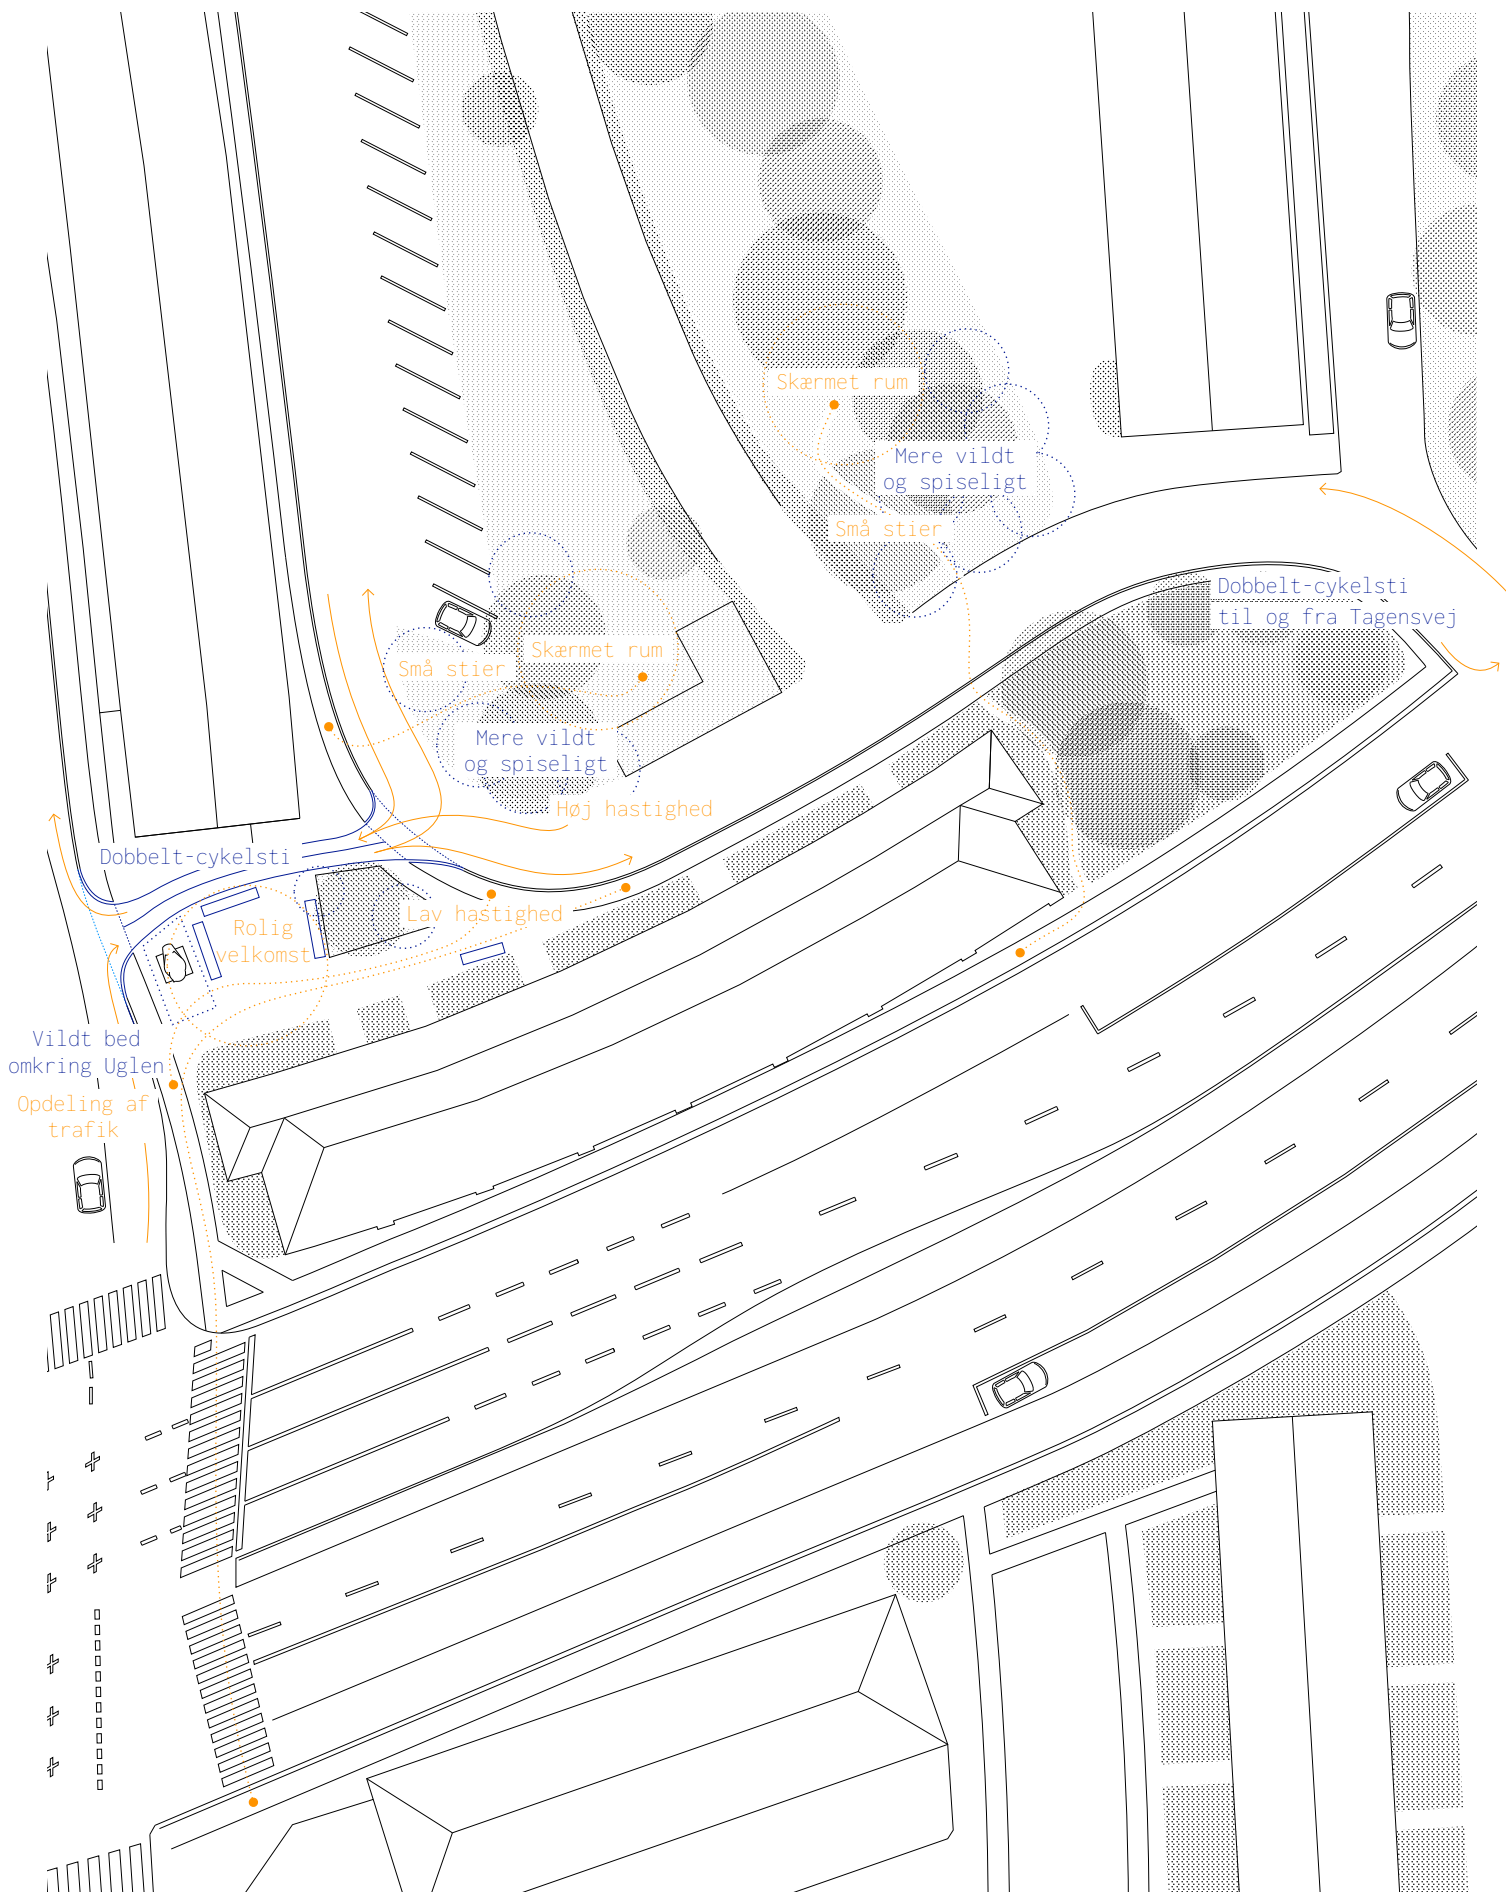 Skærmet rum
Mere vildt
og spiseligt
Små stier
Dobbelt-cykelsti
til og fra Tagensvej
Skærmet rum
Små stier
Mere vildt
og spiseligt
Høj hastighed
Dobbelt-cykelsti
Lav hastighed
Rolig
velkomst
Vildt bed
omkring Uglen
Opdeling af
trafik